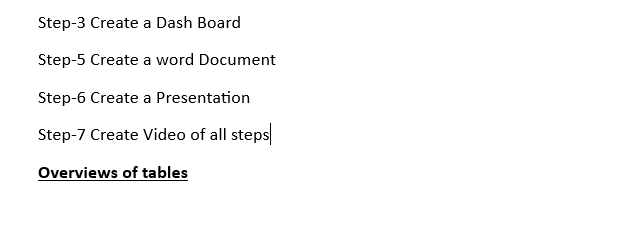 Step-3 Create a Dash Board
Step-5 Create a word Document
Step-6 Create a Presentation
Step-7 Create Video of all steps
Overviews of tables